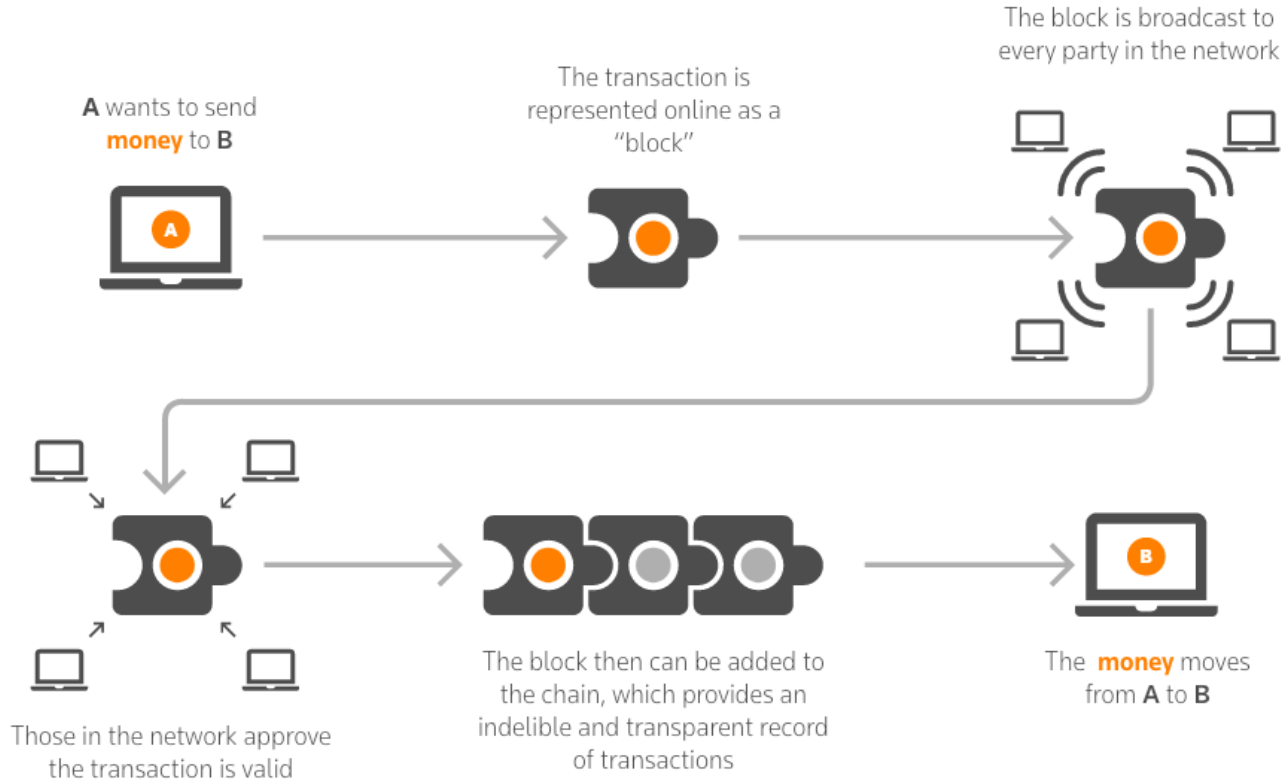 A wants to send
money to B
A
The transaction is
represented online as a
“block”
The block is broadcast to
every party in the network
Those in the network approve
the transaction is valid
The block then can be added to
the chain, which provides an
indelible and transparent record
of transactions
B
The money moves
from A to B